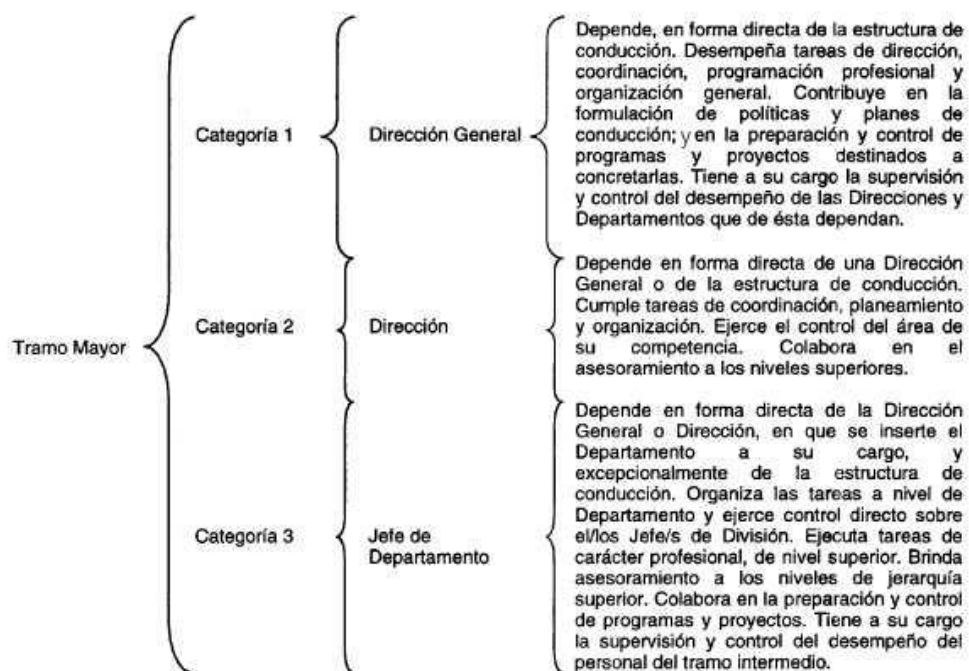 Tramo Mayor
Categoría 1
Dirección General
Depende, en forma directa de la estructura de
conducción. Desempeña tareas de dirección,
coordinación, programación profesional y
organización general. Contribuye en la
formulación de políticas y planes de
conducción; y en la preparación y control de
programas y proyectos destinados a
concretarlas. Tiene a su cargo la supervisión
y control del desempeño de las Direcciones y
Departamentos que de ésta dependan.
Categoría 2
Dirección
Depende en forma directa de una Dirección
General o de la estructura de conducción.
Cumple tareas de coordinación, planeamiento
y organización. Ejerce el control del área de
su competencia. Colabora en el
asesoramiento a los niveles superiores.
Categoría 3
Jefe de
Departamento
Depende en forma directa de la Dirección
General o Dirección, en que se inserte el
Departamento a su cargo, y
excepcionalmente de la estructura de
conducción. Organiza las tareas a nivel de
Departamento y ejerce control directo sobre
el/los Jefe/s de División. Ejecuta tareas de
carácter profesional, de nivel superior. Brinda
asesoramiento a los niveles de jerarquía
superior. Colabora en la preparación y control
de programas y proyectos. Tiene a su cargo
la supervisión y control del desempeño del
personal del tramo intermedio.